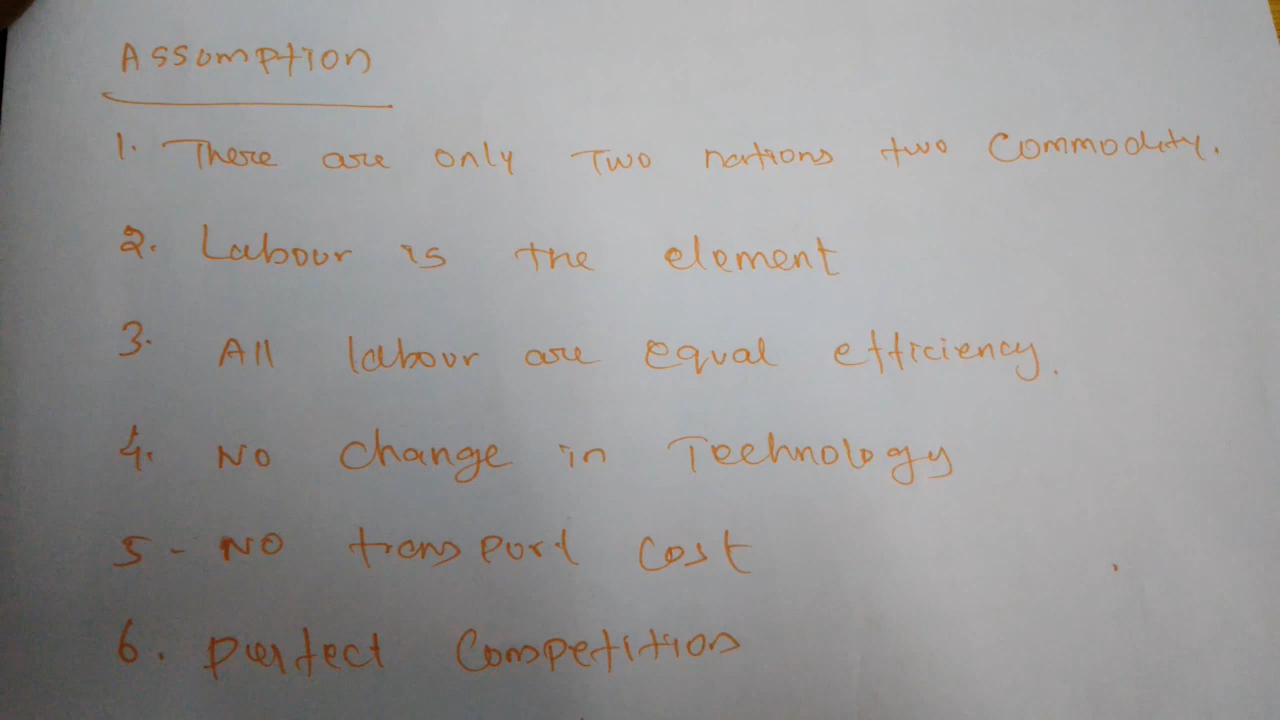 Assomption
1. There are only Two nations two Commodity.
2. Labour is the element
3. All labour are equal efficiency.
4. No change in Technology
5 - No transport cost
6. Perfect Competition